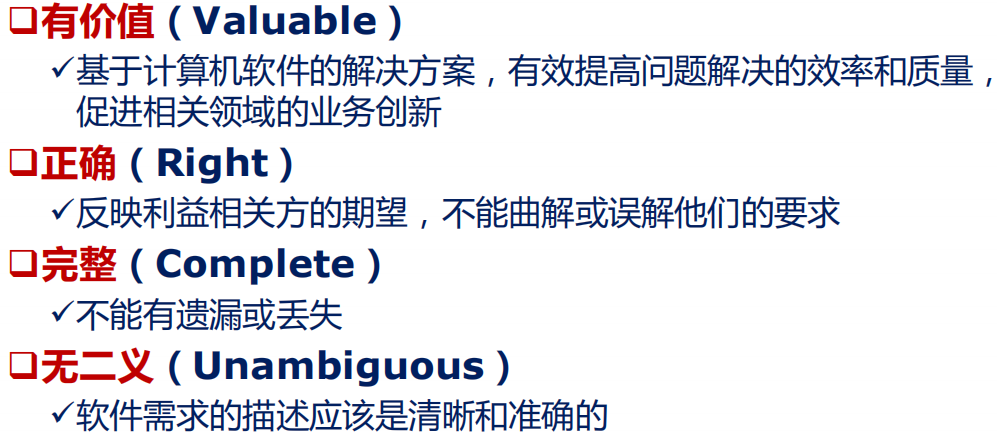 ❑有价值（Valuable）
✓基于计算机软件的解决方案，有效提高问题解决的效率和质量，
促进相关领域的业务创新
❑正确（Right）
✓反映利益相关方的期望，不能曲解或误解他们的要求
❑完整（Complete）
✓不能有遗漏或丢失
❑无二义（Unambiguous）
✓软件需求的描述应该是清晰和准确的